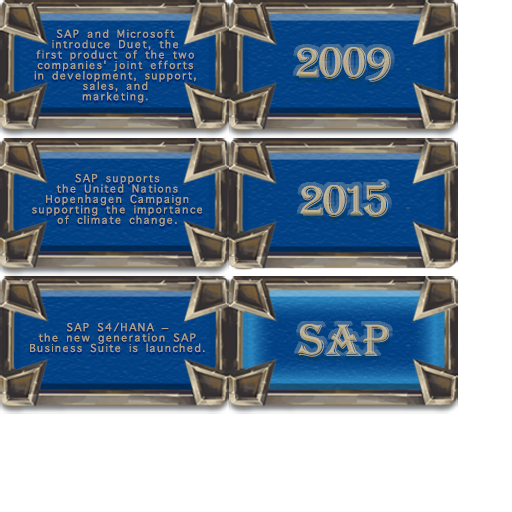 SAP and Microsoft
introduce Duet, the
first product of the two
companies' joint efforts
in development, support,
sales, and
marketing.
2009
SAP supports
the United Nations
Hopenhagen Campaign
supporting the importance
of climate change.
2015
SAP S4/HANA –
the new generation SAP
Business Suite is launched.
SAP